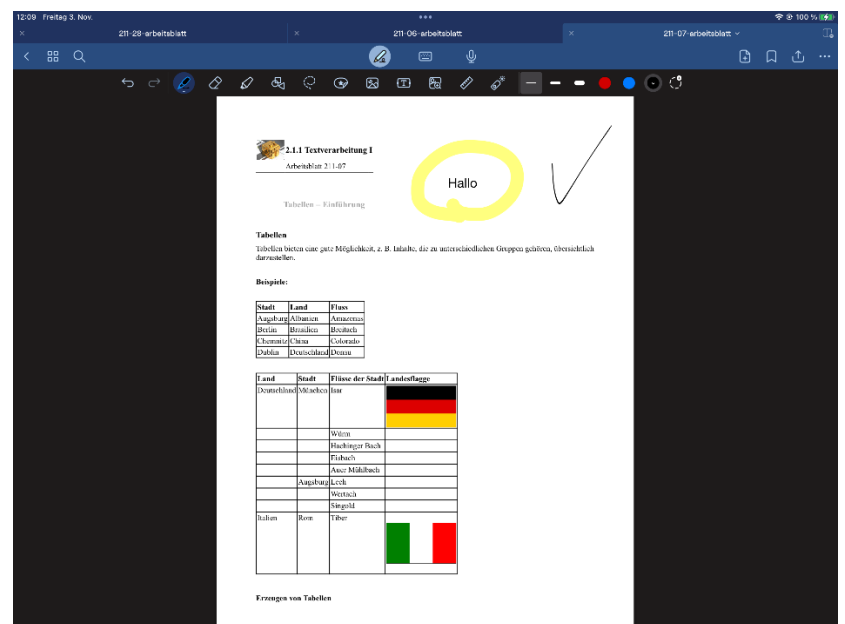 12:09 Freitag 3. Nov.
100 %
211-28-arbeitsblatt
211-06-arbeitsblatt
211-07-arbeitsblatt
2.1.1 Textverarbeitung I
Arbeitsblatt 211-07
Hallo
Tabellen – Einführung
Tabellen
Tabellen bieten eine gute Möglichkeit, z. B. Inhalte, die zu unterschiedlichen Gruppen gehören, übersichtlich
darzustellen.
Beispiele:
Stadt Land Fluss
Augsburg Albanien Amazonas
Berlin Brasilien Breitach
Chemnitz China Colorado
Dublin Deutschland Donau
Land Stadt Flüsse der Stadt Landesflagge
Deutschland München Isar
Würm
Hachinger Bach
Eisbach
Auer Mühlbach
Augsburg Lech
Wertach
Singold
Italien Rom Tiber
Erzeugen von Tabellen